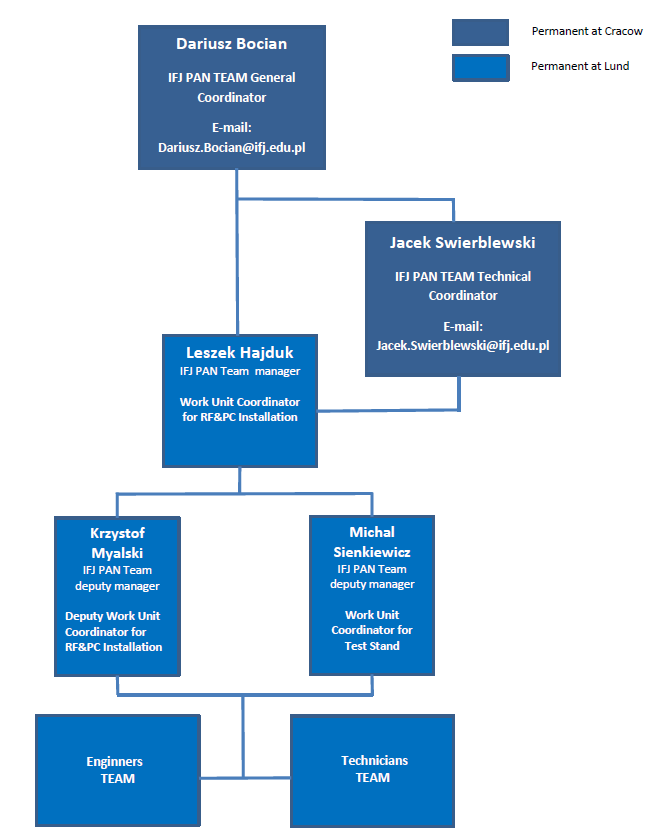 Dariusz Bocian
IFJ PAN TEAM General
Coordinator
E-mail:
Dariusz.Bocian@ifj.edu.pl
Permanent at Cracow
Permanent at Lund
Jacek Swierblewski
IFJ PAN TEAM Technical
Coordinator
E-mail:
Jacek.Swierblewski@ifj.edu.pl
Leszek Hajduk
IFJ PAN Team manager
Work Unit Coordinator
for RF&PC Installation
Krzystof
Myalski
IFJ PAN Team
deputy manager
Deputy Work Unit
Coordinator for
RF&PC Installation
Michal
Sienkiewicz
IFJ PAN Team
deputy manager
Work Unit
Coordinator for
Test Stand
Enginners
TEAM
Technicians
TEAM